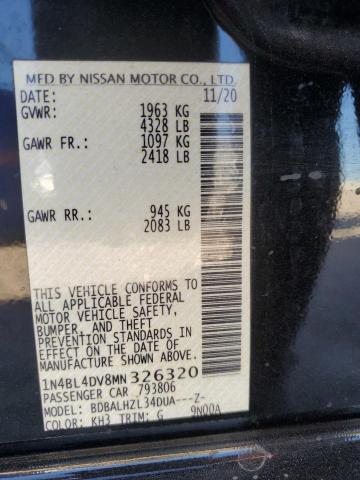 MFD BY NISSAN MOTOR CO., LTD.
DATE: 11/20
GVWR: 1963 KG
4328 LB
GAWR FR.: 1097 KG
2418 LB
GAWR RR.: 945 KG
2083 LB
THIS VEHICLE CONFORMS TO
ALL APPLICABLE FEDERAL
MOTOR VEHICLE SAFETY,
BUMPER, AND THEFT
PREVENTION STANDARDS IN
EFFECT ON THE DATE OF
MANUFACTURE SHOWN ABOVE.
1N4BL4DV8MN326320
PASSENGER CAR 793806
MODEL: BDBALHZL34DUA---Z-
COLOR: KH3 TRIM: G 9N00A